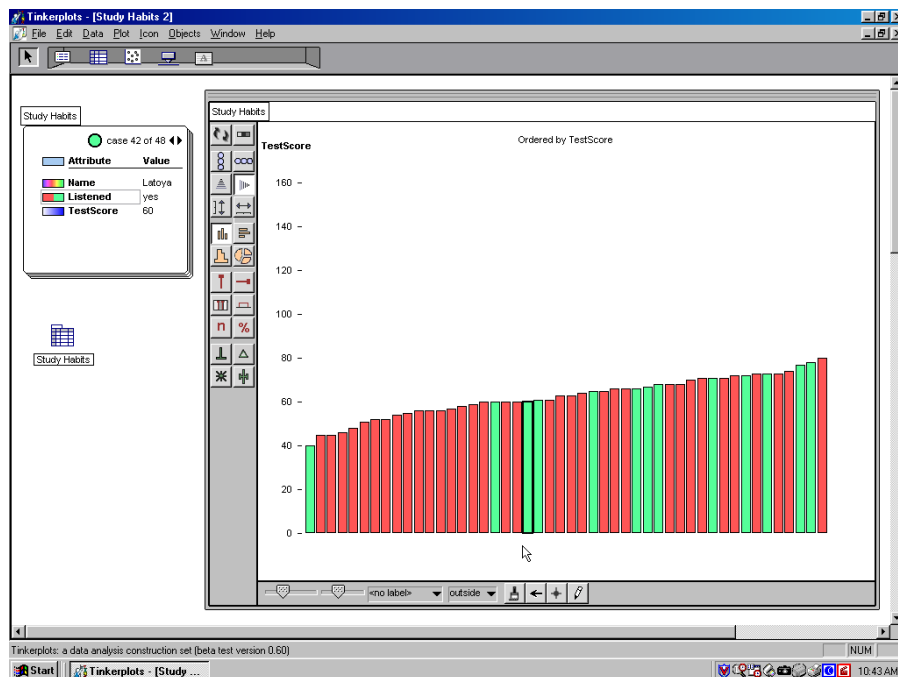 Tinkerplots - [Study Habits 2]
File Edit Data Plot Icon Objects Window Help
A
Study Habits
case 42 of 48
Attribute Value
Name Latoya
Listened yes
TestScore 60
Study Habits
Study Habits
n %
TestScore
Ordered by TestScore
160
140
120
100
80
60
40
20
0
<no label> outside
Tinkerplots: a data analysis construction set (beta test version 0.60) NUM
Start Tinkerplots - [Study ... 10:43 AM